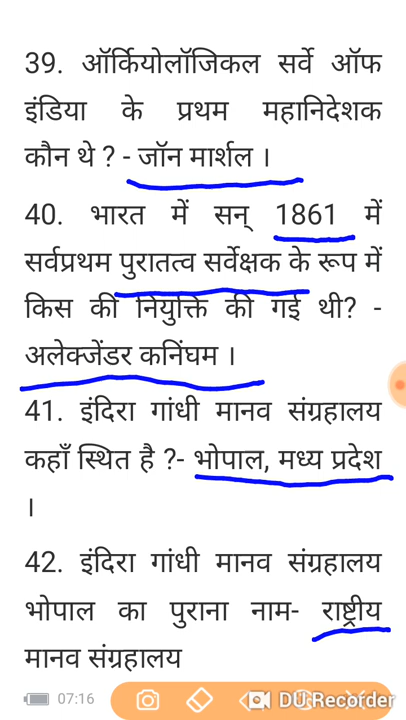 39. ऑर्कियोलॉजिकल सर्वे ऑफ
इंडिया के प्रथम महानिदेशक
कौन थे ? - जॉन मार्शल ।
40. भारत में सन् 1861 में
सर्वप्रथम पुरातत्व सर्वेक्षक के रूप में
किस की नियुक्ति की गई थी? -
अलेक्जेंडर कनिंघम ।
41. इंदिरा गांधी मानव संग्रहालय
कहाँ स्थित है ?- भोपाल, मध्य प्रदेश
।
42. इंदिरा गांधी मानव संग्रहालय
भोपाल का पुराना नाम- राष्ट्रीय
मानव संग्रहालय
07:16 DU Recorder